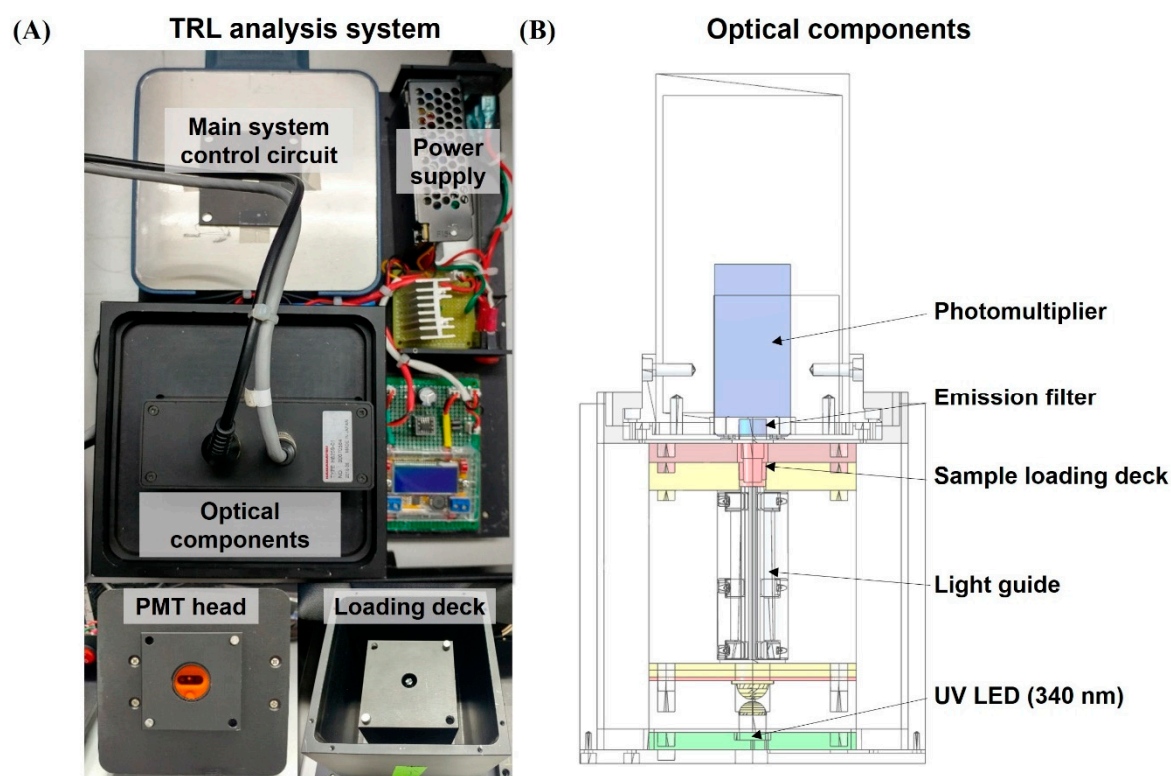 (A)
TRL analysis system
(B)
Optical components
Main system
control circuit
Power
supply
Optical
components
PMT head
Loading deck
Photomultiplier
Emission filter
Sample loading deck
Light guide
UV LED (340 nm)